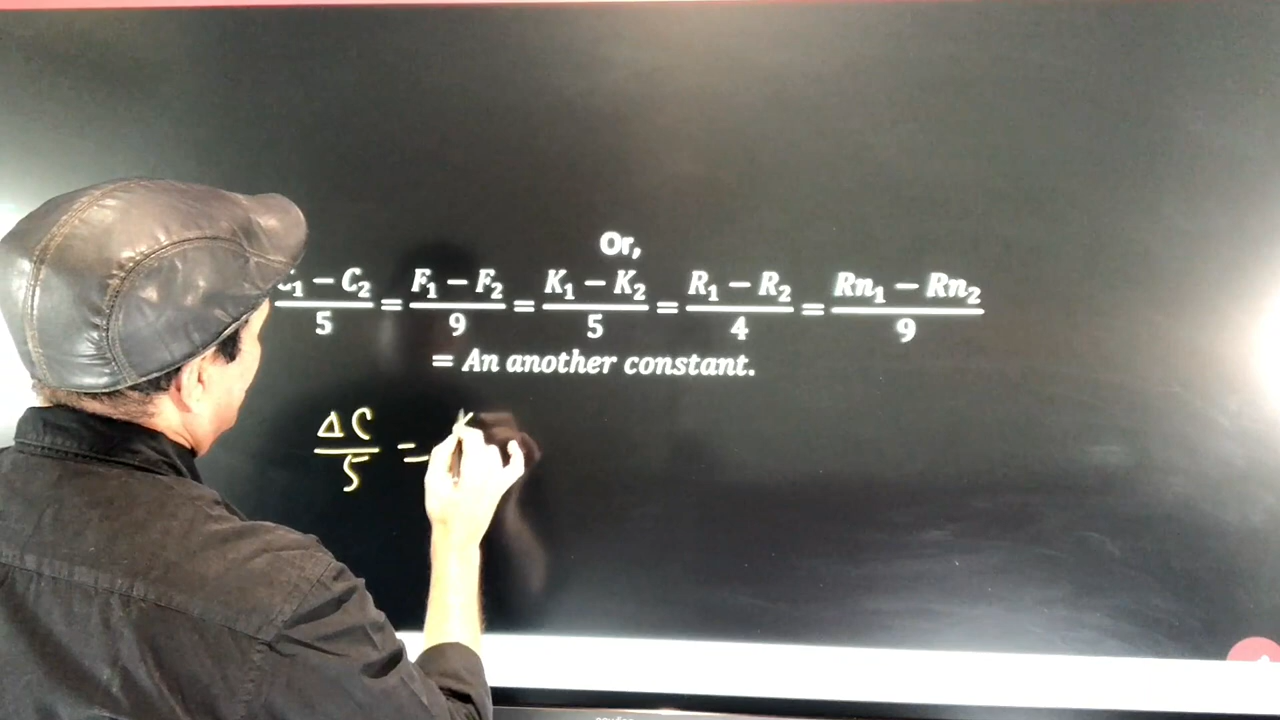 Or,
C₁ − C₂ / 5 = F₁ − F₂ / 9 = K₁ − K₂ / 5 = R₁ − R₂ / 4 = Rn₁ − Rn₂ / 9
= An another constant.
ΔC / 5 =